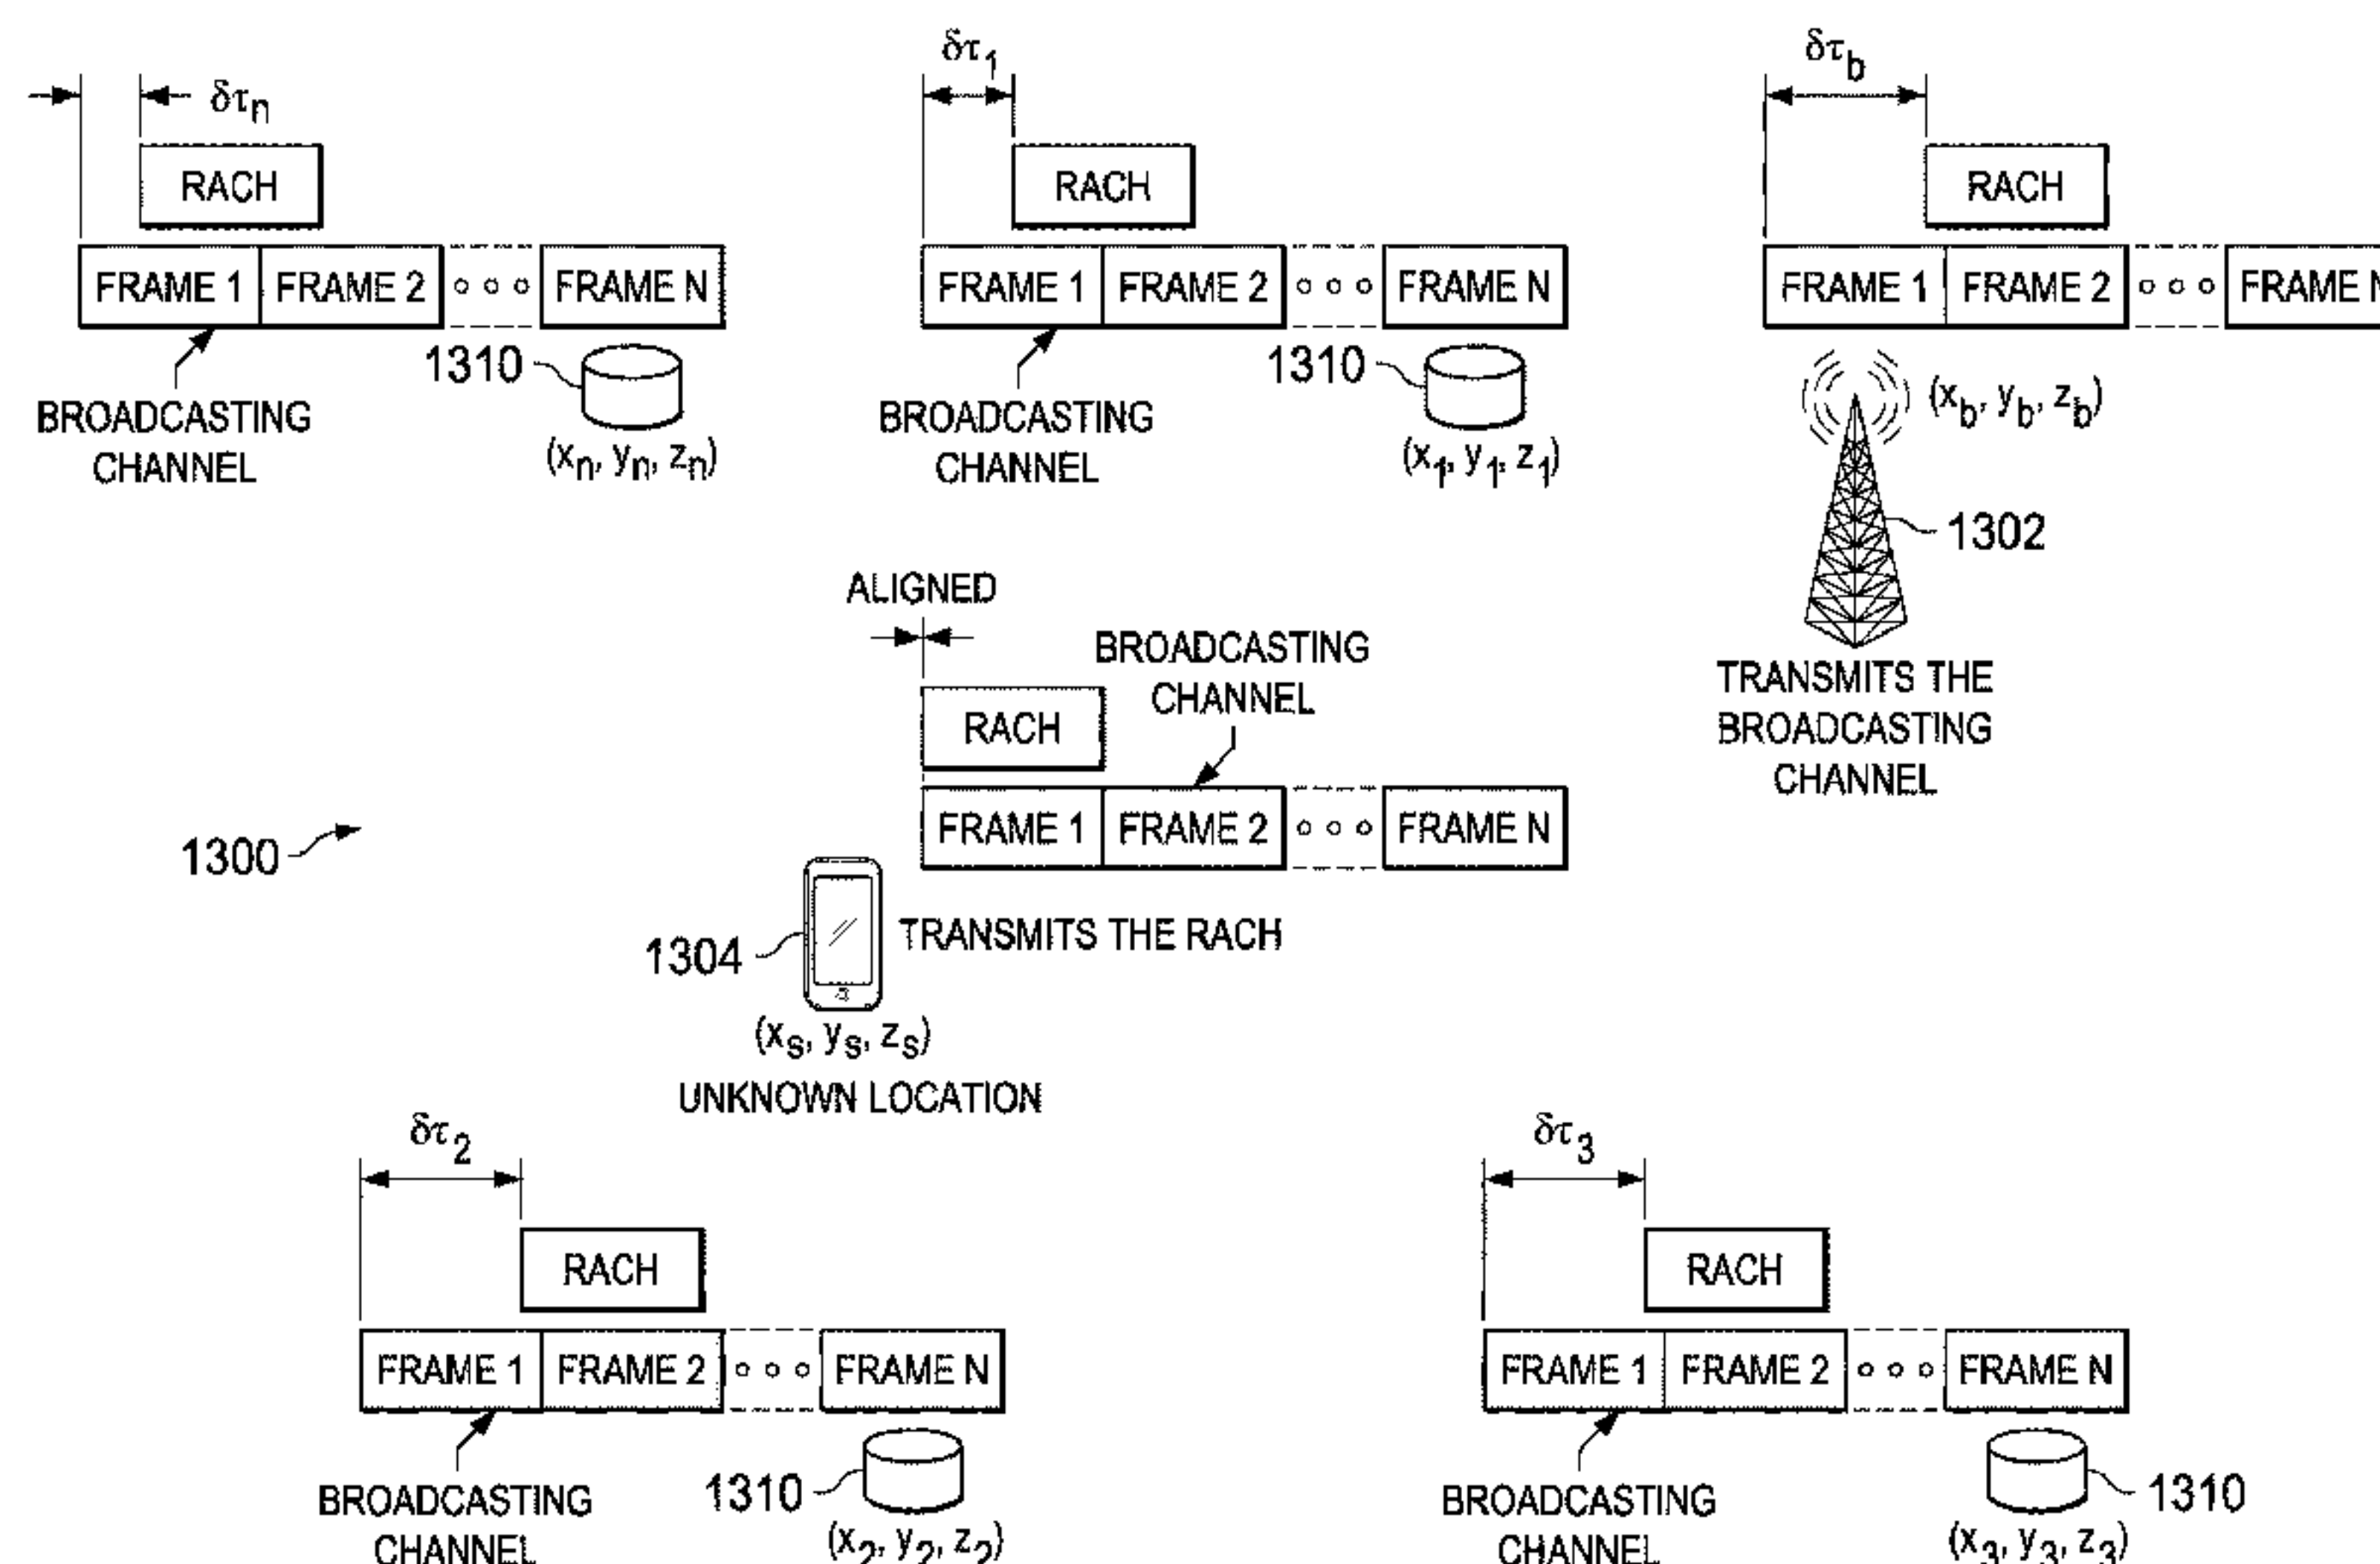 δτn
RACH
FRAME 1 FRAME 2 FRAME N
1310
BROADCASTING
CHANNEL
(xn, yn, zn)
δτ1
RACH
FRAME 1 FRAME 2 FRAME N
1310
BROADCASTING
CHANNEL
(x1, y1, z1)
δτb
RACH
FRAME 1 FRAME 2 FRAME N
(xb, yb, zb)
1302
TRANSMITS THE
BROADCASTING
CHANNEL
ALIGNED
BROADCASTING
CHANNEL
RACH
FRAME 1 FRAME 2 FRAME N
1300
1304
TRANSMITS THE RACH
(xs, ys, zs)
UNKNOWN LOCATION
δτ2
RACH
FRAME 1 FRAME 2 FRAME N
BROADCASTING
CHANNEL
1310
(x2, y2, z2)
δτ3
RACH
FRAME 1 FRAME 2 FRAME N
BROADCASTING
CHANNEL
1310
(x3, y3, z3)